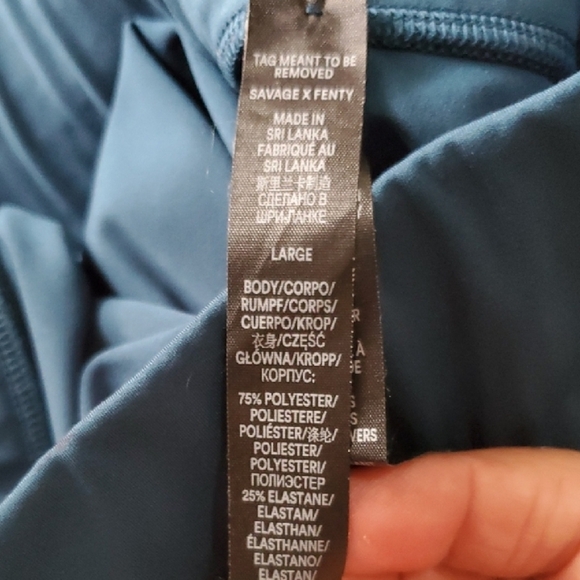 TAG MEANT TO BE
REMOVED
SAVAGE X FENTY
MADE IN
SRI LANKA
FABRIQUÉ AU
SRI LANKA
斯里兰卡制造
СДЕЛАНО В
ШРИ-ЛАНКЕ
LARGE
BODY/CORPO/
RUMPF/CORPS/
CUERPO/KROP/
衣身/CZĘŚĆ
GŁÓWNA/KROPP/
КОРПУС:
75% POLYESTER/
POLIESTERE/
POLIÉSTER/涤纶/
POLIESTER/
POLYESTERI/
ПОЛИЭСТЕР
25% ELASTANE/
ELASTAM/
ELASTHAN/
ÉLASTHANNE/
ELASTANO/
ELASTAN/